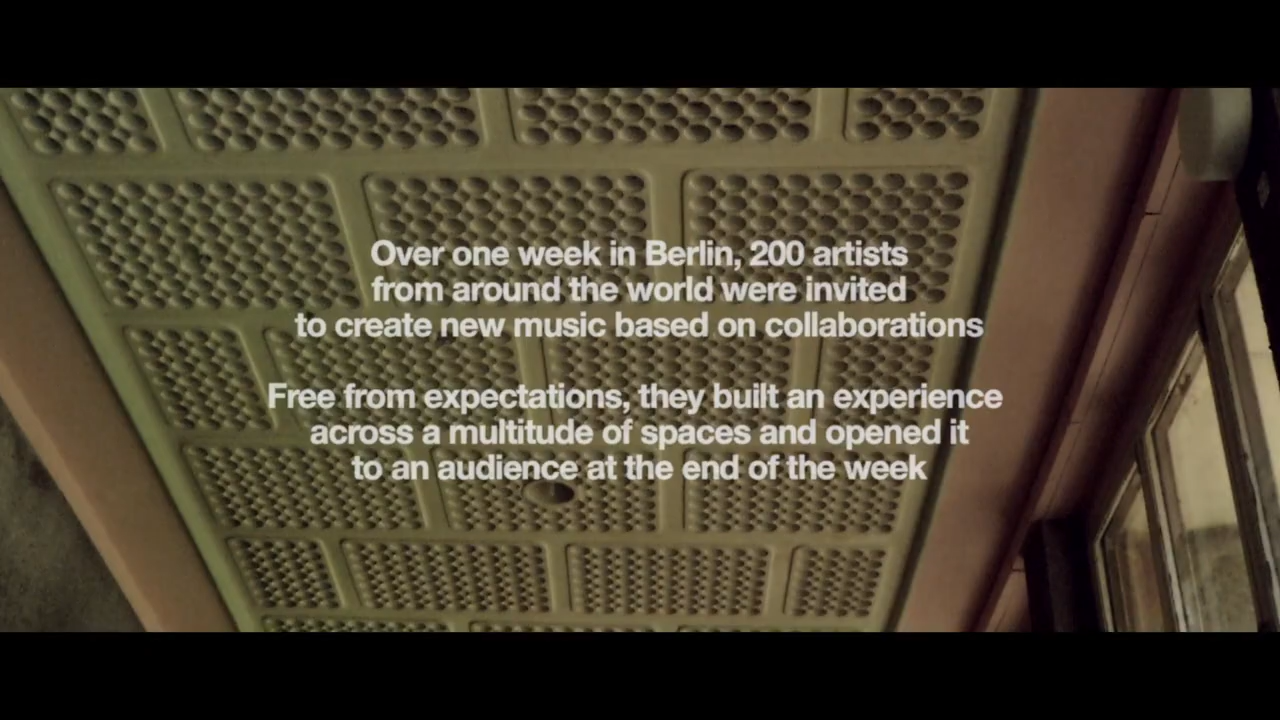 Over one week in Berlin, 200 artists
from around the world were invited
to create new music based on collaborations
Free from expectations, they built an experience
across a multitude of spaces and opened it
to an audience at the end of the week